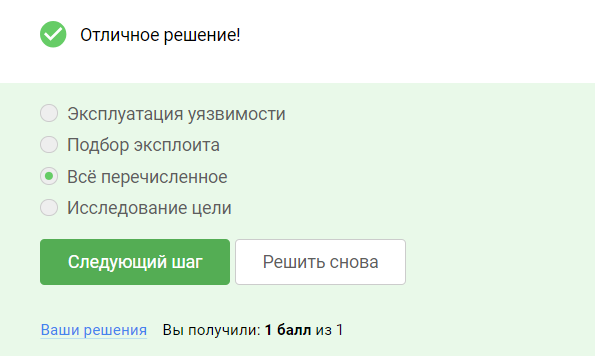 Отличное решение!
Эксплуатация уязвимости
Подбор эксплоита
Всё перечисленное
Исследование цели
Следующий шаг Решить снова
Ваши решения Вы получили: 1 балл из 1